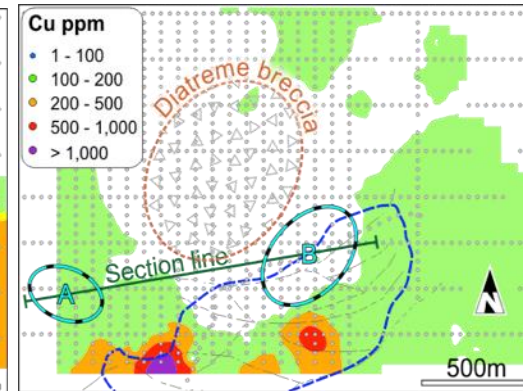 Cu ppm
1 - 100
100 - 200
200 - 500
500 - 1,000
> 1,000
Diatreme breccia
Section line
A
B
N
500m